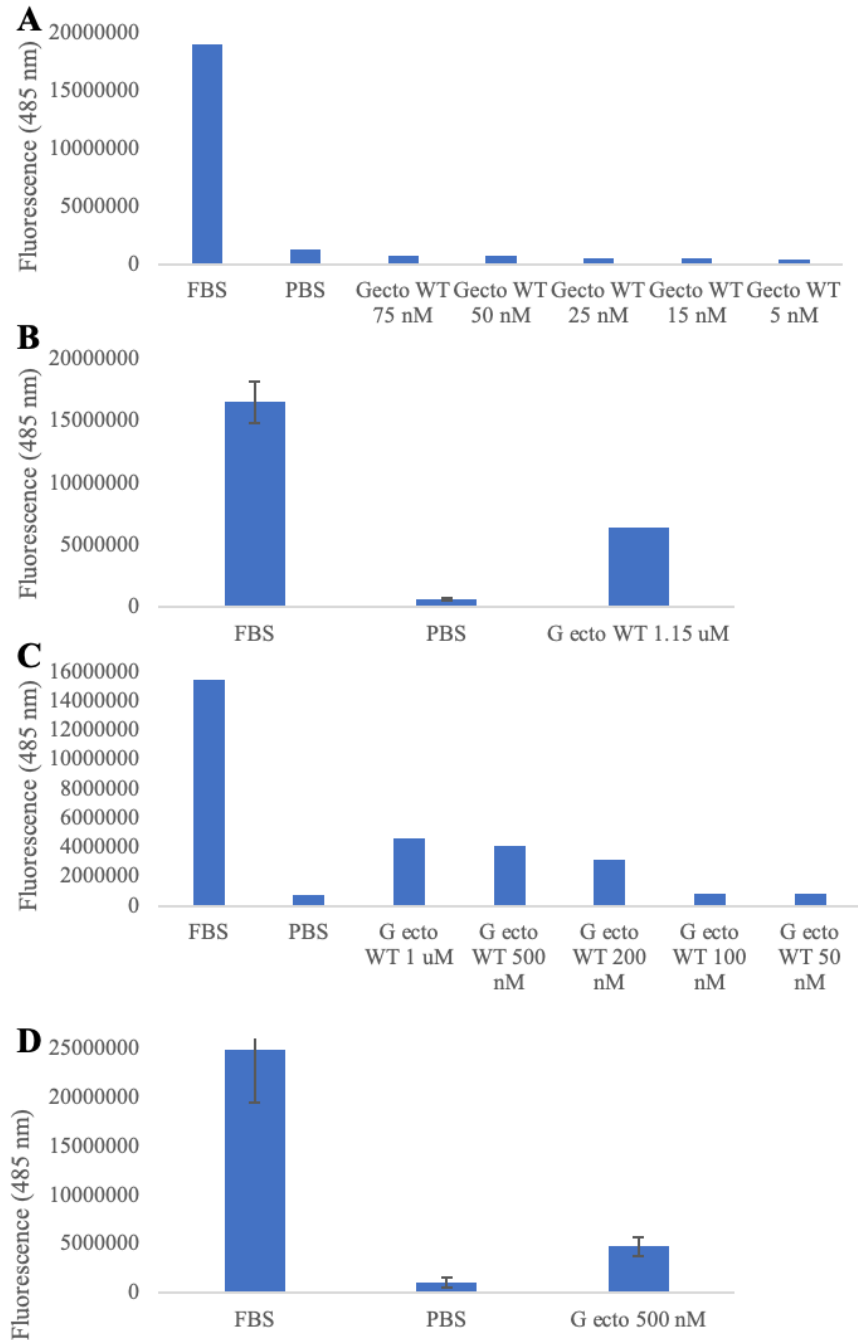 A
Fluorescence (485 nm)
20000000
15000000
10000000
5000000
0
FBS PBS Gecto WT Gecto WT Gecto WT Gecto WT Gecto WT
75 nM 50 nM 25 nM 15 nM 5 nM
B
Fluorescence (485 nm)
20000000
15000000
10000000
5000000
0
FBS PBS G ecto WT 1.15 uM
C
Fluorescence (485 nm)
16000000
14000000
12000000
10000000
8000000
6000000
4000000
2000000
0
FBS PBS G ecto G ecto G ecto G ecto G ecto
WT 1 uM WT 500 WT 200 WT 100 WT 50
nM nM nM nM
D
Fluorescence (485 nm)
25000000
20000000
15000000
10000000
5000000
0
FBS PBS G ecto 500 nM